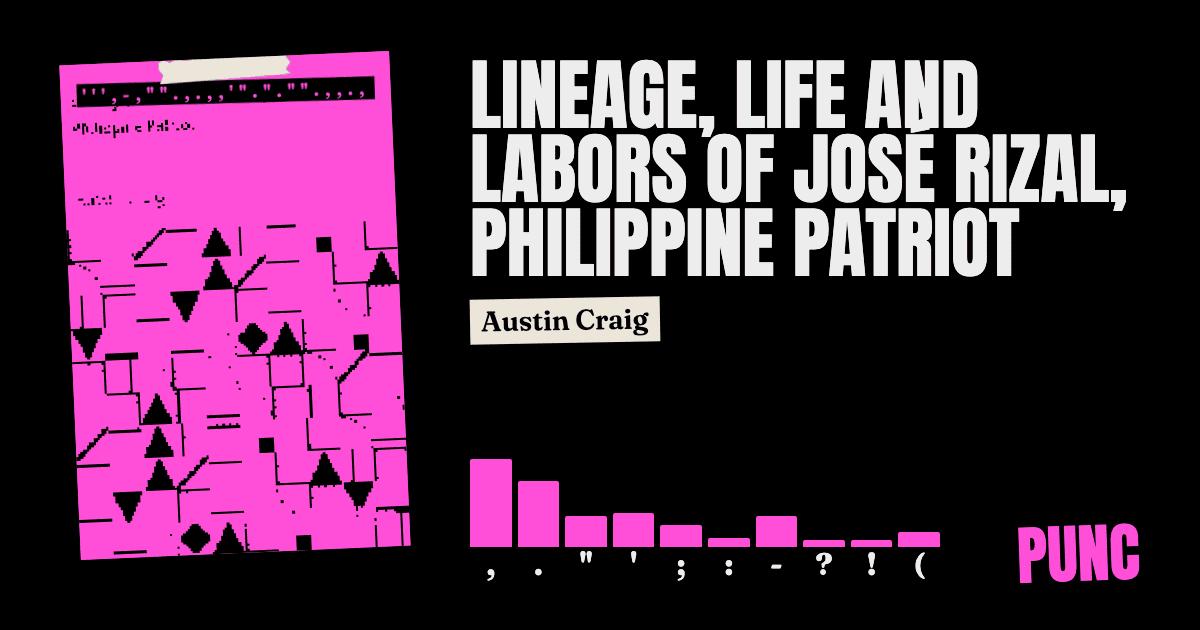 ''',-,"".,.,,'"."."".,,.,
LINEAGE, LIFE AND
LABORS OF JOSÉ RIZAL,
PHILIPPINE PATRIOT
Austin Craig
, . " ' ; : - ? ! (
PUNC